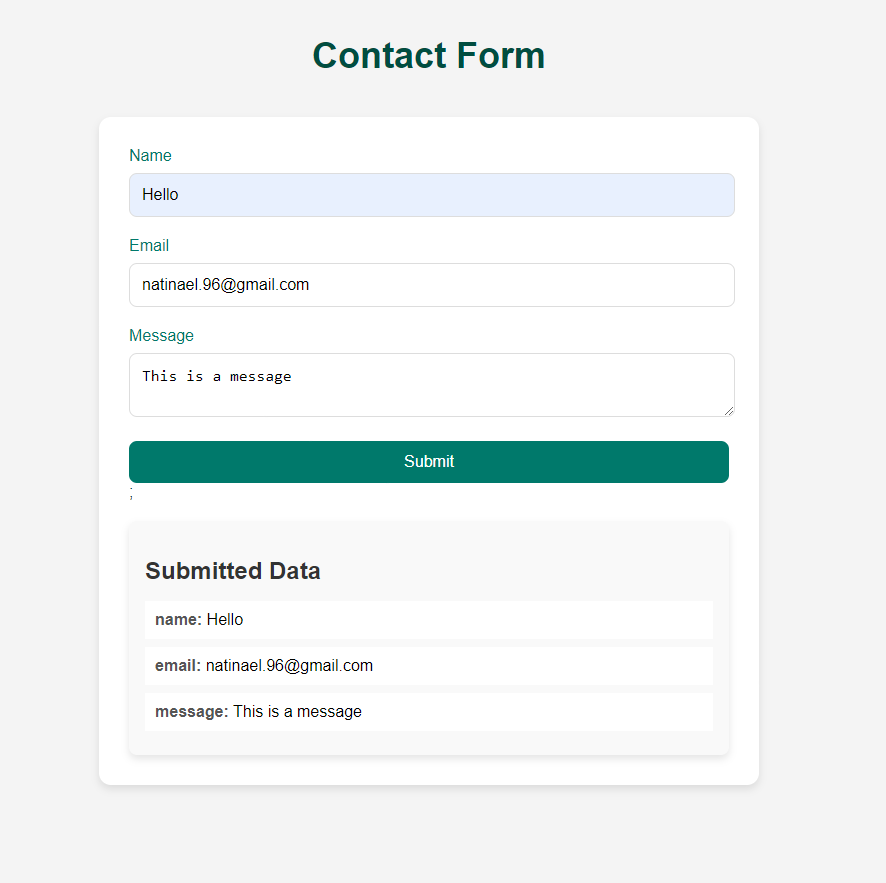 Contact Form
Name
Hello
Email
natinael.96@gmail.com
Message
This is a message
Submit
;
Submitted Data
name: Hello
email: natinael.96@gmail.com
message: This is a message